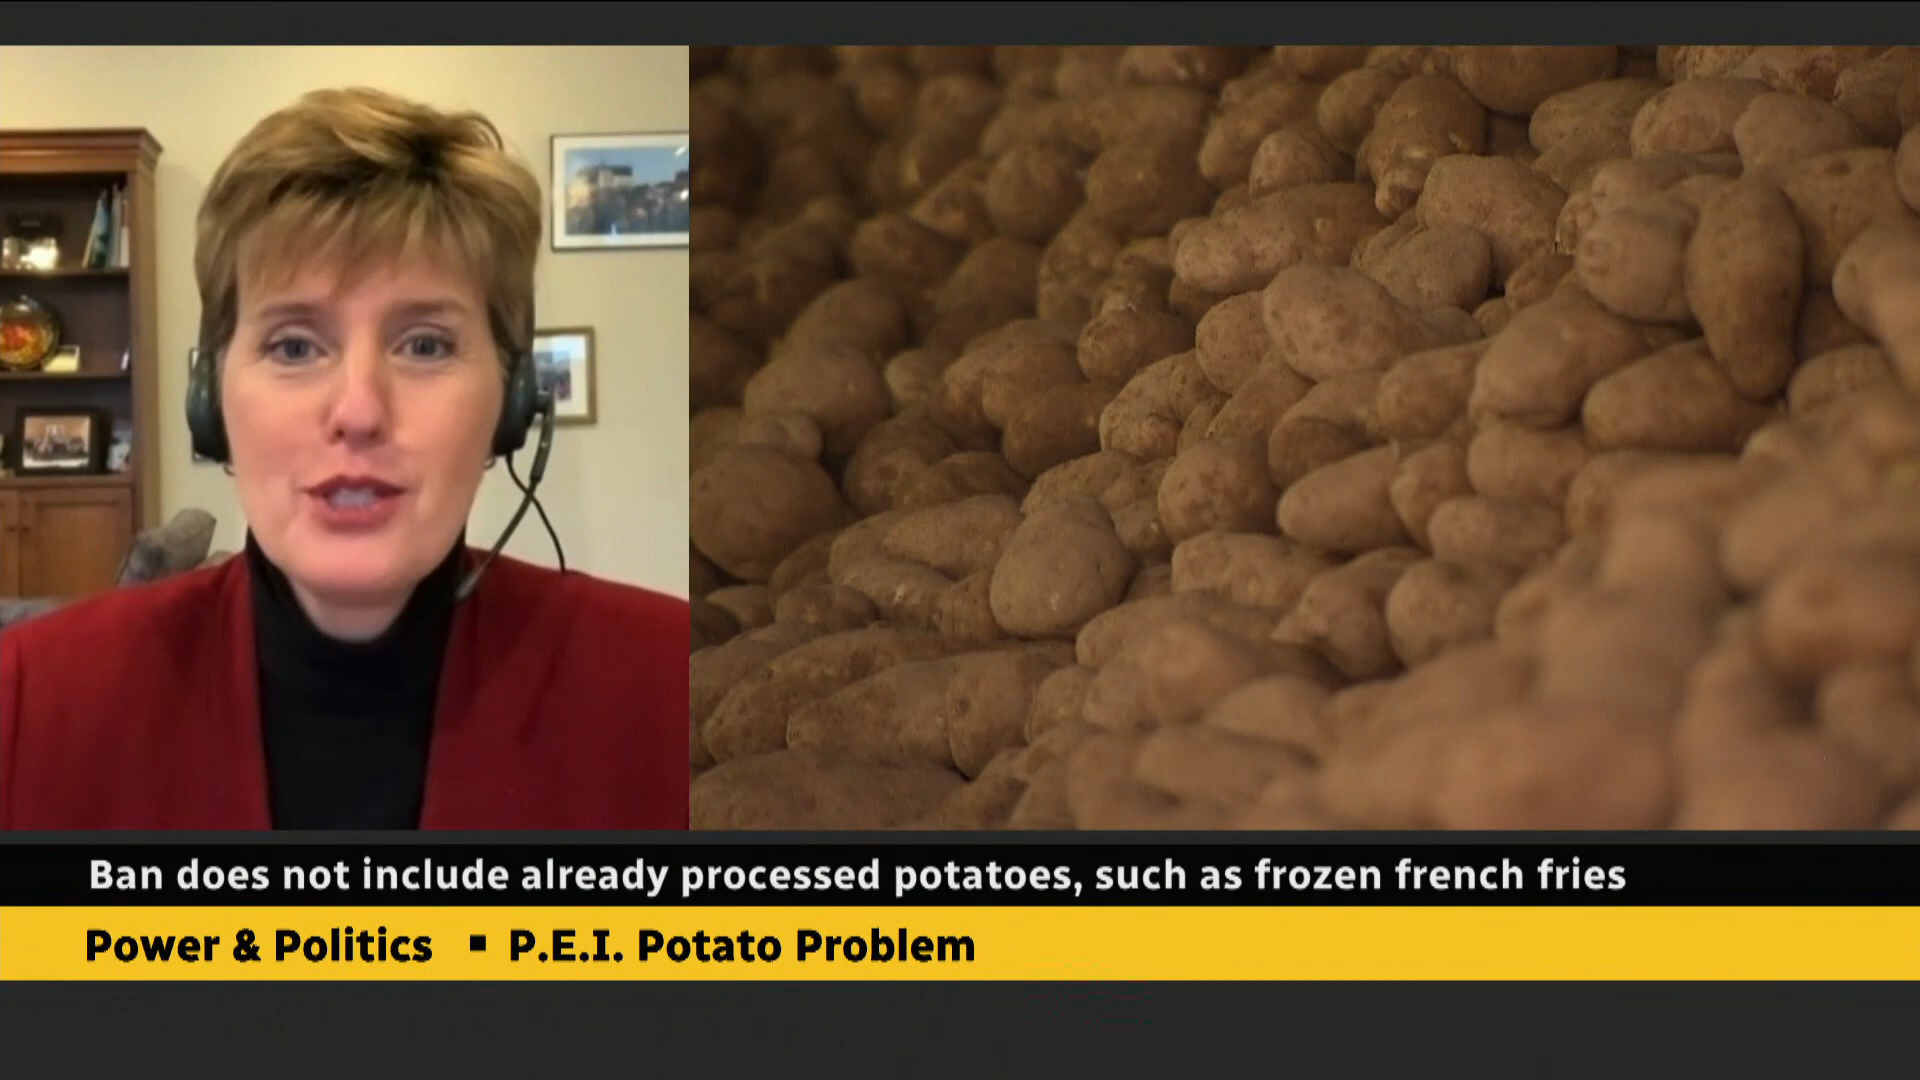 Ban does not include already processed potatoes, such as frozen french fries
Power & Politics ▪ P.E.I. Potato Problem